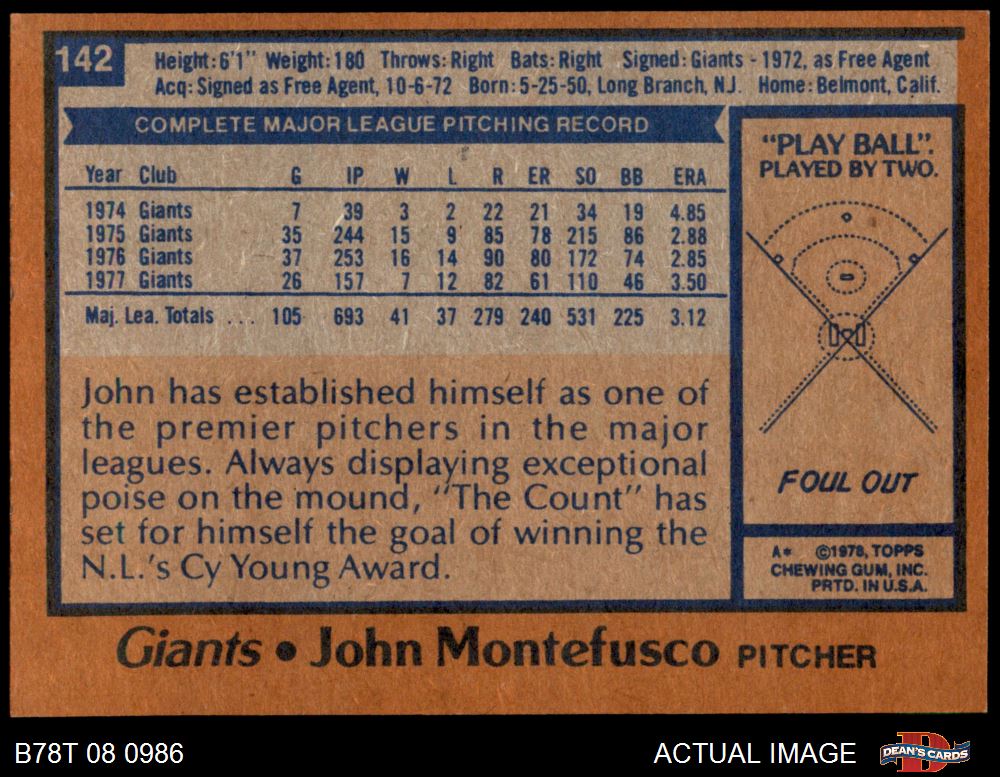 142
Height: 6'1" Weight: 180 Throws: Right Bats: Right Signed: Giants - 1972, as Free Agent
Acq: Signed as Free Agent, 10-6-72 Born: 5-25-50, Long Branch, N.J. Home: Belmont, Calif.
COMPLETE MAJOR LEAGUE PITCHING RECORD
Year Club G IP W L R ER SO BB ERA
1974 Giants 7 39 3 2 22 21 34 19 4.85
1975 Giants 35 244 15 9 85 78 215 86 2.88
1976 Giants 37 253 16 14 90 80 172 74 2.85
1977 Giants 26 157 7 12 82 61 110 46 3.50
Maj. Lea. Totals ... 105 693 41 37 279 240 531 225 3.12
John has established himself as one of
the premier pitchers in the major
leagues. Always displaying exceptional
poise on the mound, "The Count" has
set for himself the goal of winning the
N.L.'s Cy Young Award.
"PLAY BALL".
PLAYED BY TWO.
FOUL OUT
A* ©1978, TOPPS
CHEWING GUM, INC.
PRTD. IN U.S.A.
Giants • John Montefusco PITCHER
B78T 08 0986
ACTUAL IMAGE
DEAN'S CARDS